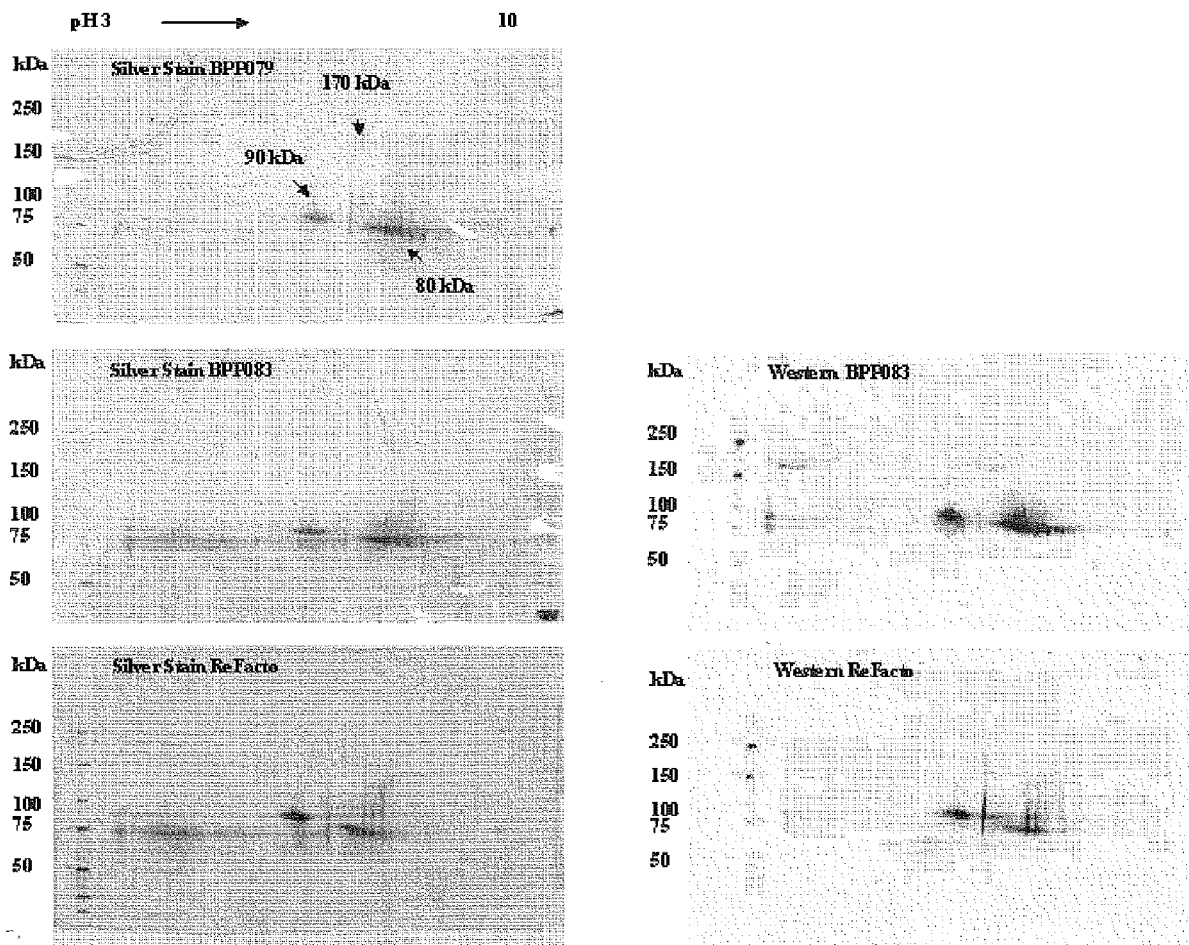 pH 3 10
kDa
Silver Stain BPP079
170 kDa
250
150
90 kDa
100
75
50
80 kDa
kDa
Silver Stain BPP083
250
150
100
75
50
kDa
Western BPP083
250
150
100
75
50
kDa
Silver Stain ReFacto
250
150
100
75
50
kDa
Western ReFacto
250
150
100
75
50